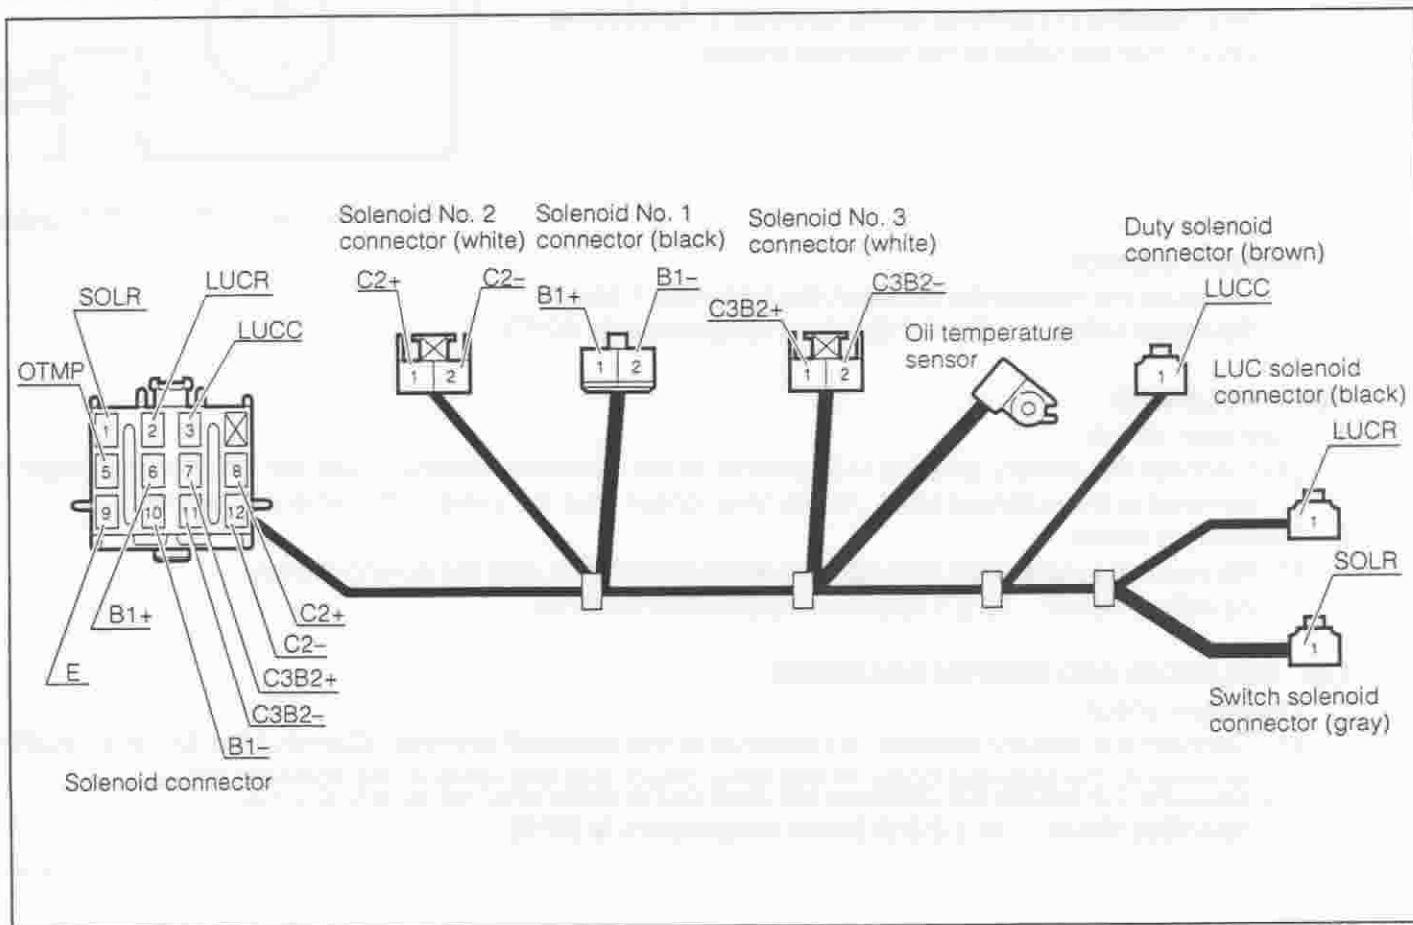 Solenoid No. 2
connector (white)
C2+
C2–
Solenoid No. 1
connector (black)
B1+
B1–
Solenoid No. 3
connector (white)
C3B2+
C3B2–
Oil temperature
sensor
Duty solenoid
connector (brown)
LUCC
LUC solenoid
connector (black)
LUCR
SOLR
Switch solenoid
connector (gray)
SOLR
LUCR
LUCC
OTMP
1 2 3
5 6 7 8
9 10 11 12
1 2
1 2
1 2
1
1
1
B1+
E
C2+
C2–
C3B2+
C3B2–
B1–
Solenoid connector